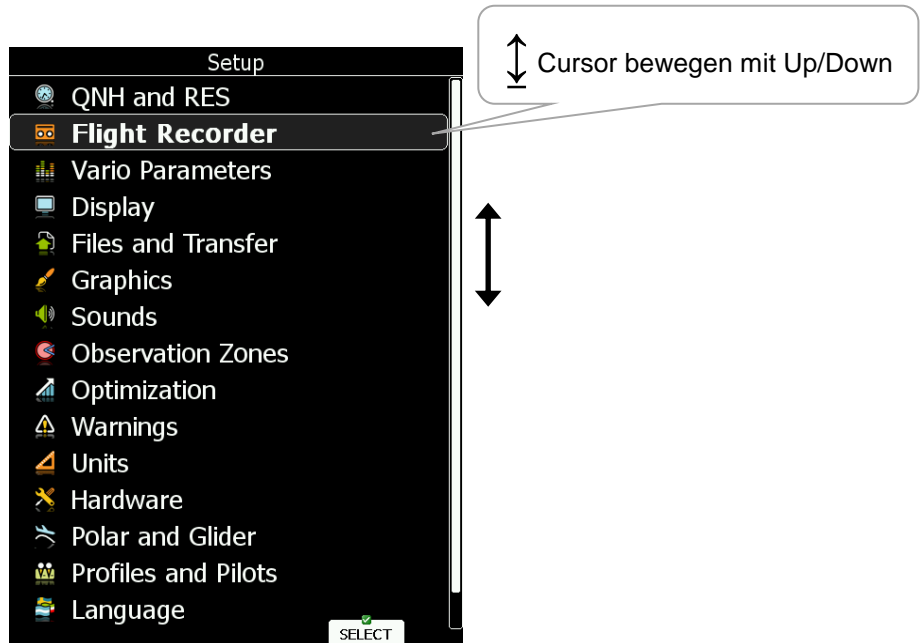 Cursor bewegen mit Up/Down
Setup
QNH and RES
Flight Recorder
Vario Parameters
Display
Files and Transfer
Graphics
Sounds
Observation Zones
Optimization
Warnings
Units
Hardware
Polar and Glider
Profiles and Pilots
Language
SELECT